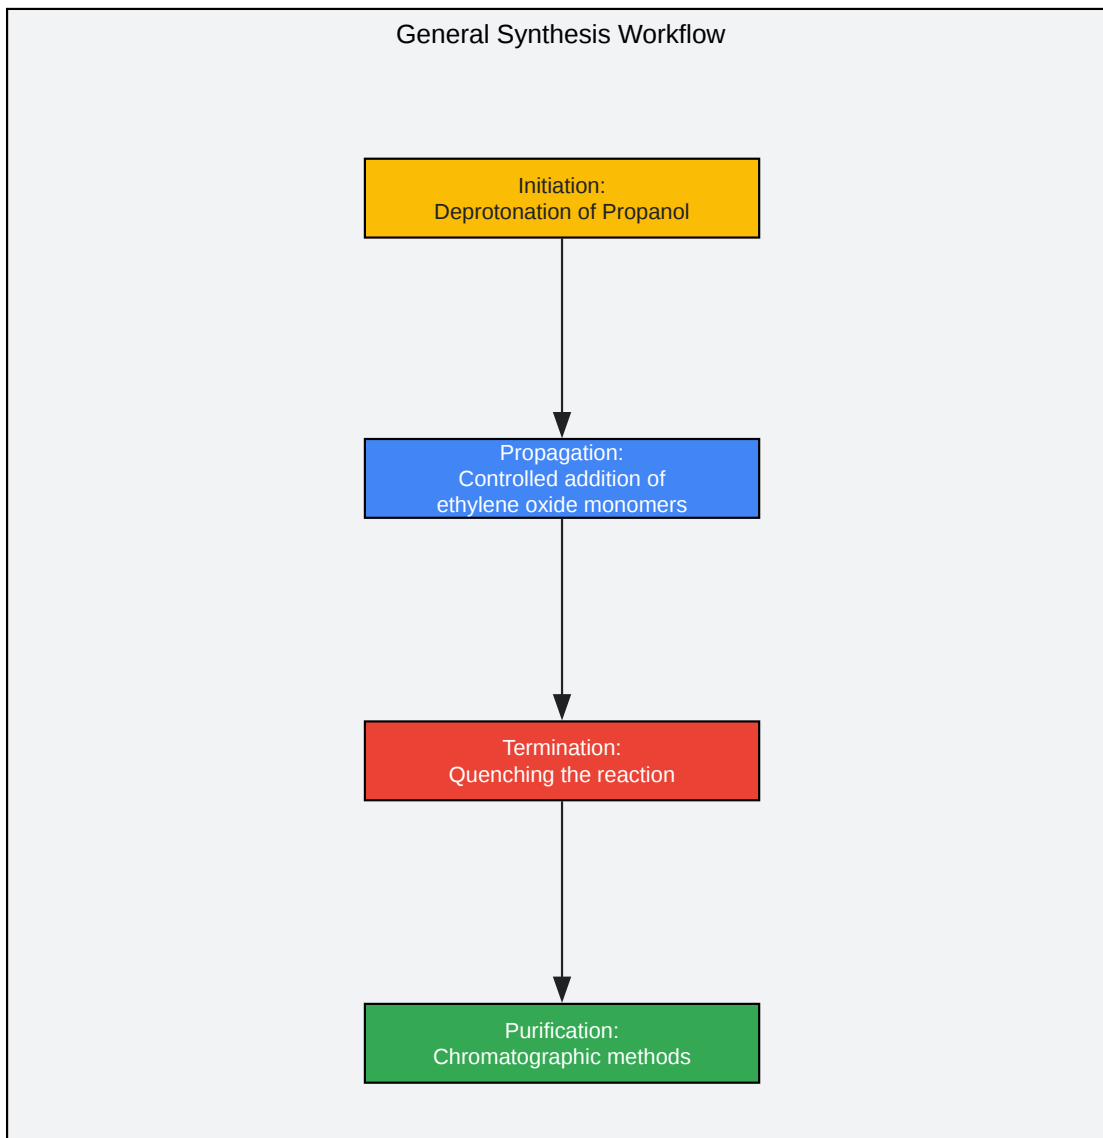 General Synthesis Workflow
Initiation:
Deprotonation of Propanol
Propagation:
Controlled addition of
ethylene oxide monomers
Termination:
Quenching the reaction
Purification:
Chromatographic methods